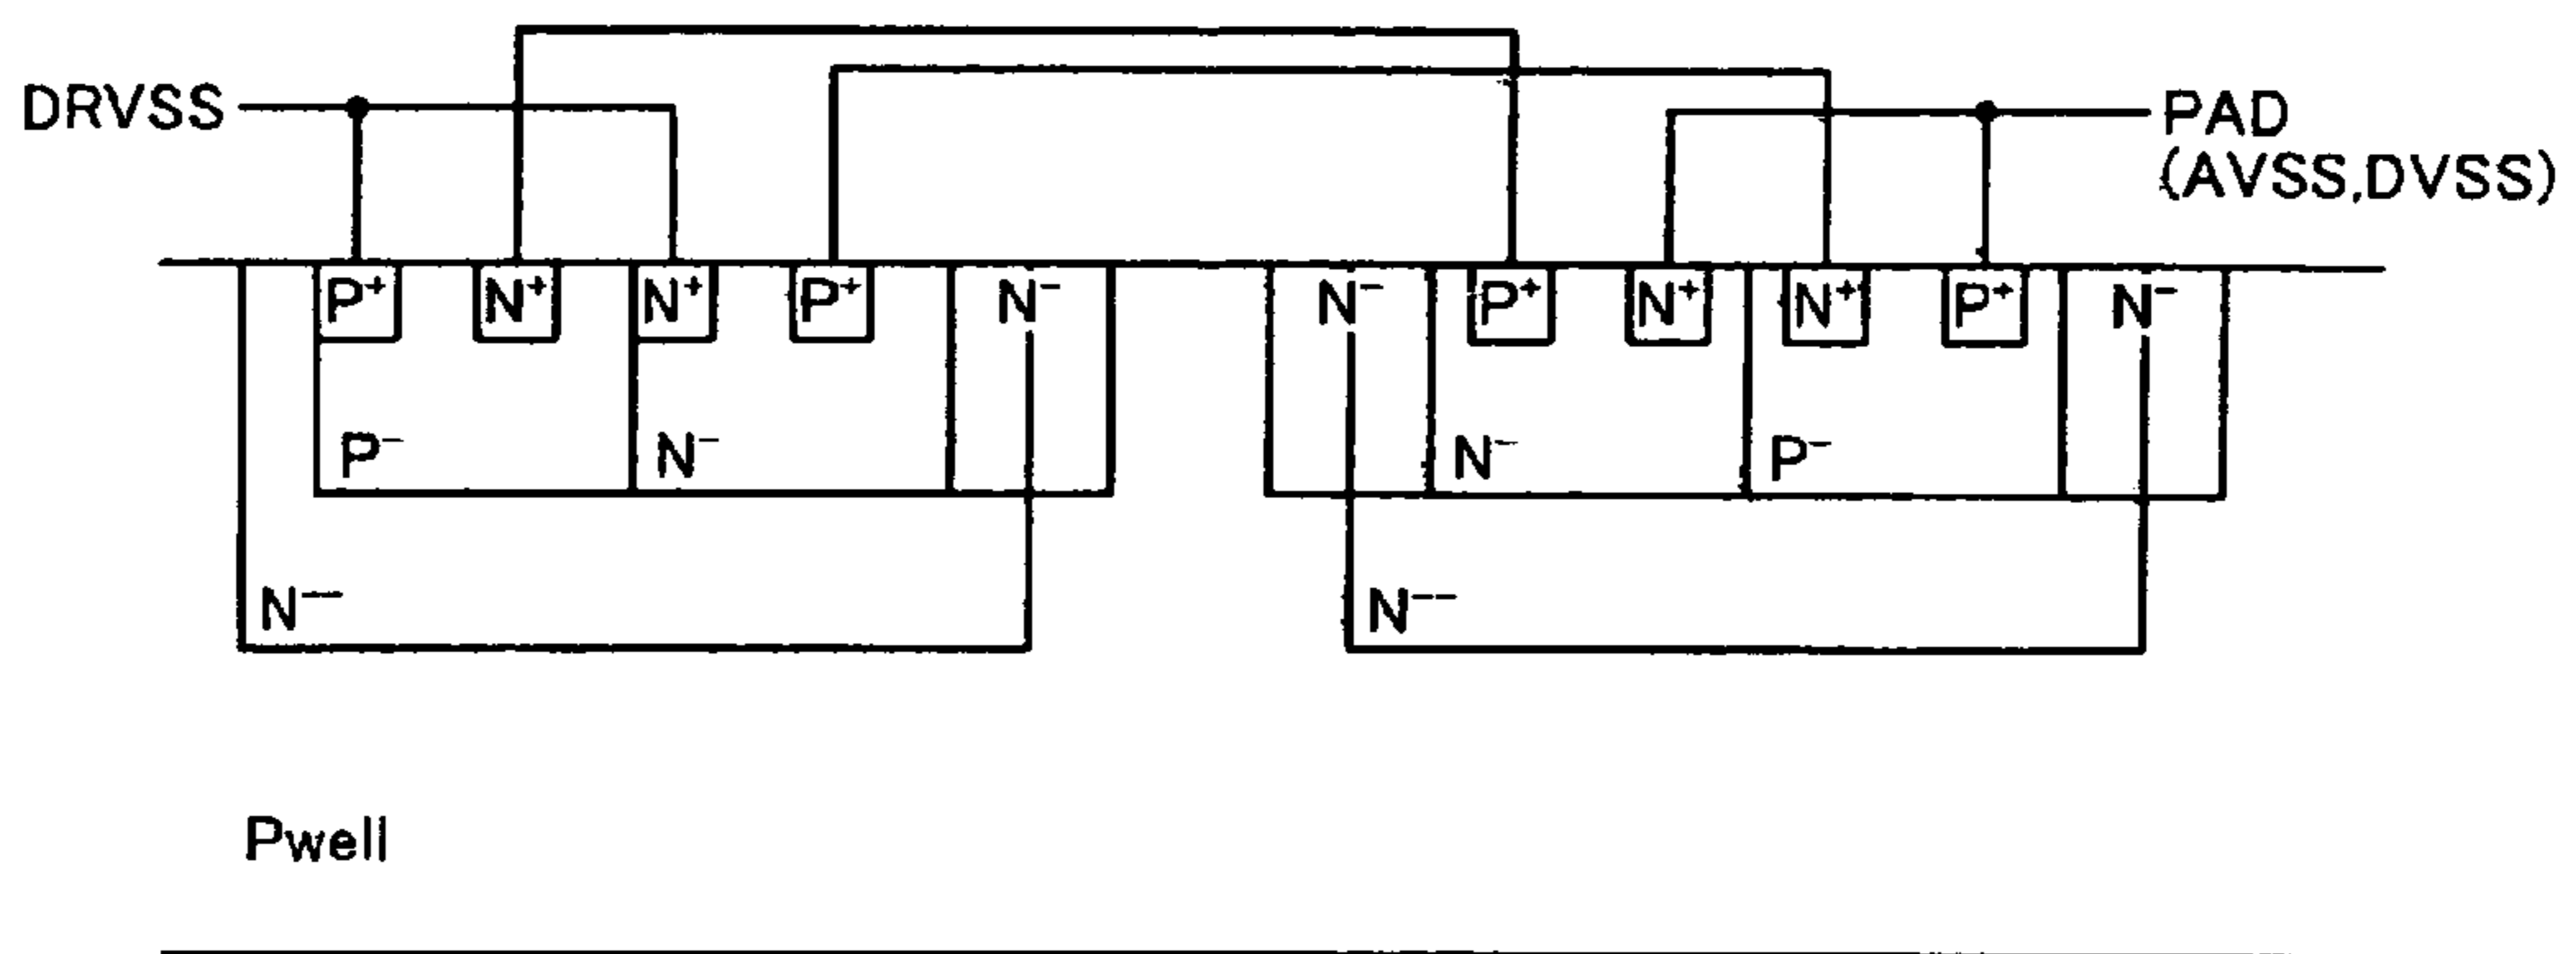 DRVSS
PAD
(AVSS,DVSS)
P⁺ N⁺ N⁺ P⁺ N⁻ N⁻ P⁺ N⁺ N⁺ P⁺ N⁻
P⁻ N⁻ N⁻ P⁻
N⁻⁻ N⁻⁻
Pwell